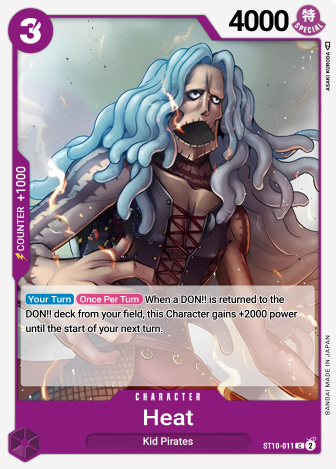 3
4000
特
SPECIAL
ASAKI KURODA
COUNTER +1000
Your Turn Once Per Turn When a DON!! is returned to the
DON!! deck from your field, this Character gains +2000 power
until the start of your next turn.
CHARACTER
Heat
Kid Pirates
ST10-011 C 2
BANDAI MADE IN JAPAN